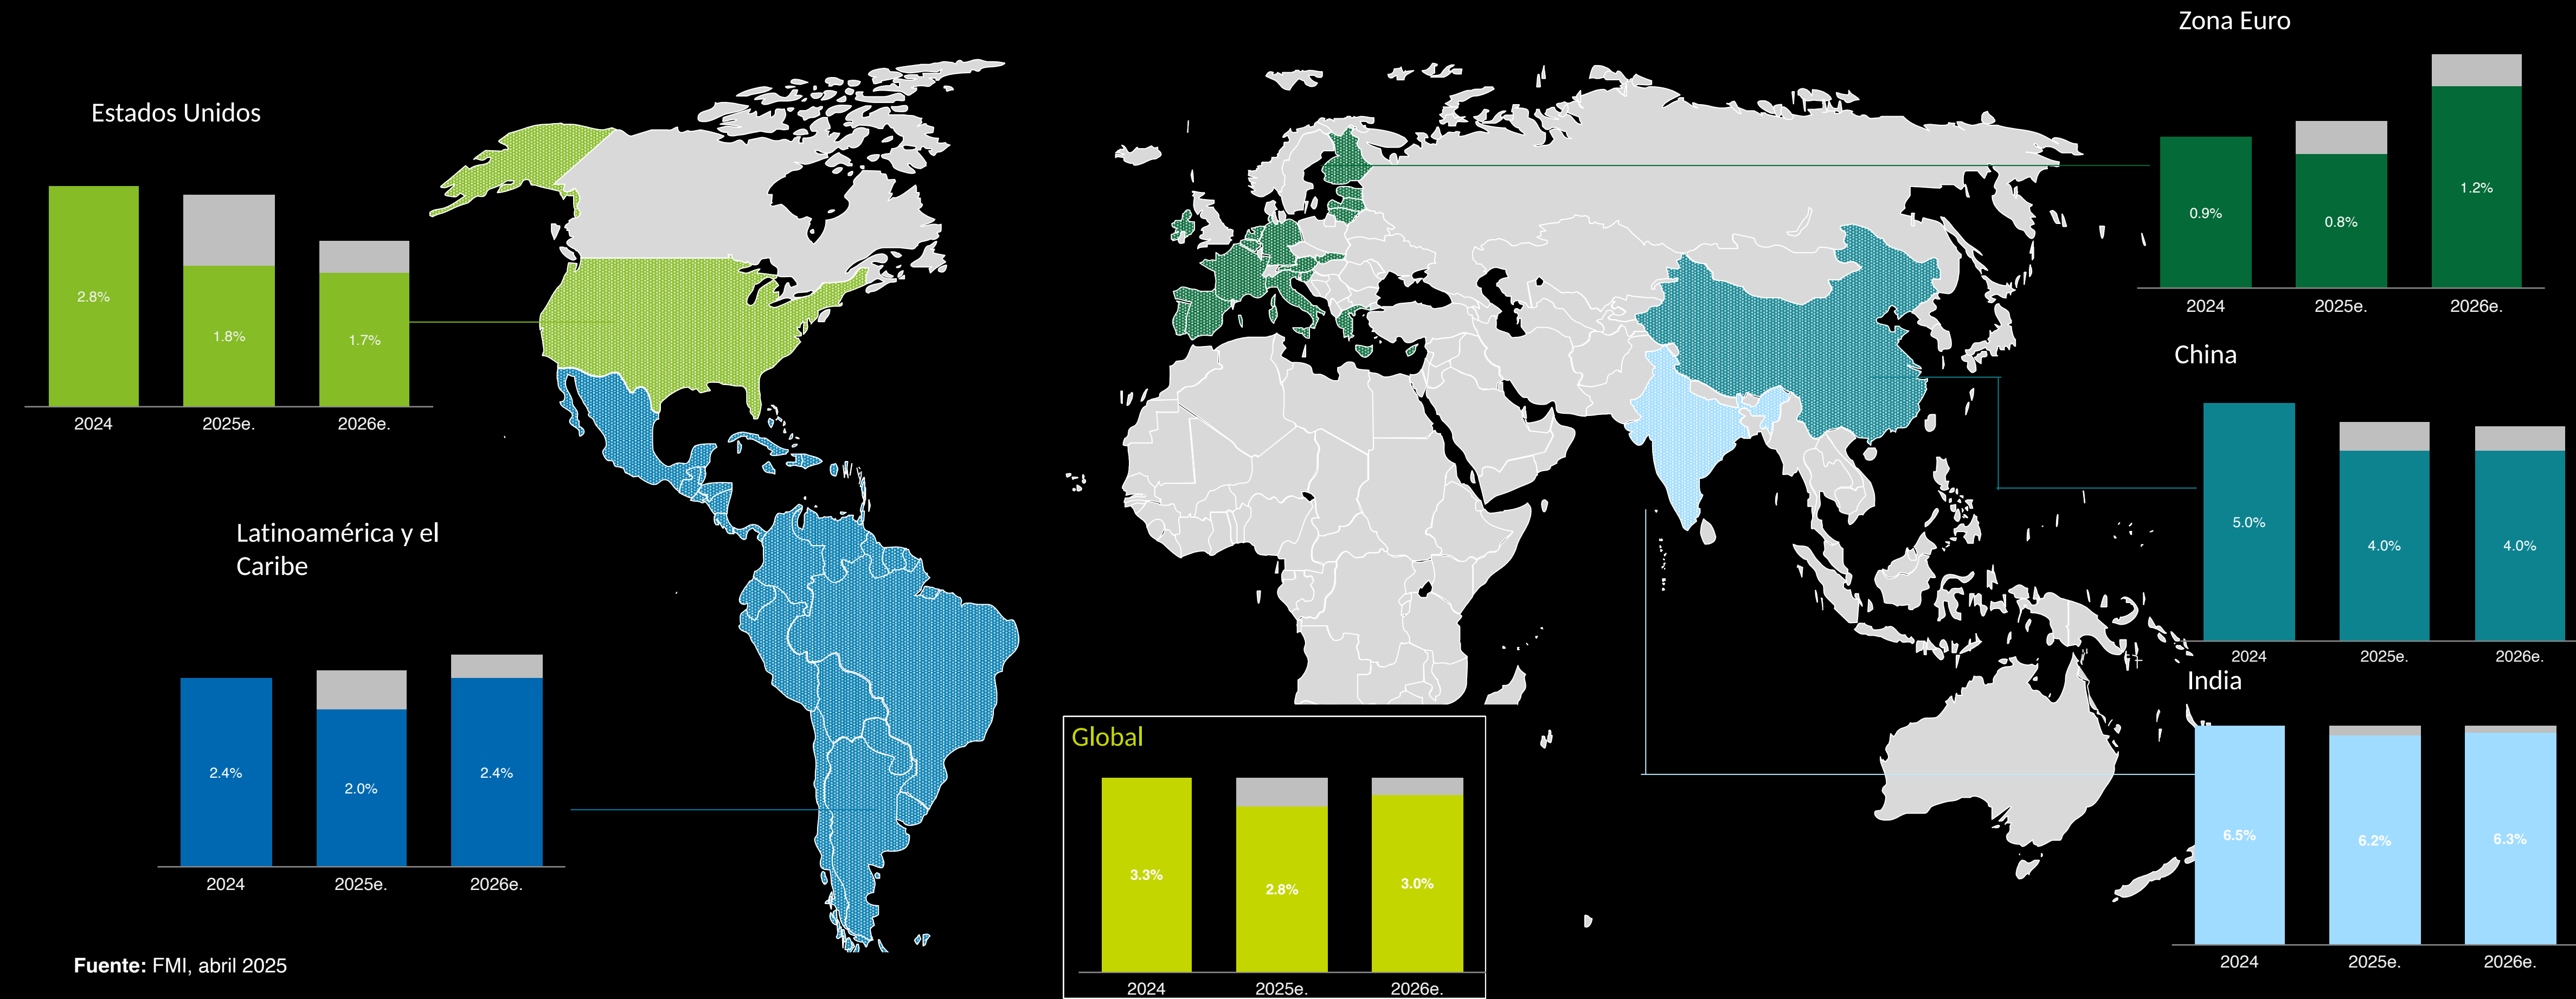 Estados Unidos
2.8%
1.8%
1.7%
2024 2025e. 2026e.
Latinoamérica y el
Caribe
2.4%
2.0%
2.4%
2024 2025e. 2026e.
Fuente: FMI, abril 2025
Global
3.3%
2.8%
3.0%
2024 2025e. 2026e.
Zona Euro
0.9%
0.8%
1.2%
2024 2025e. 2026e.
China
5.0%
4.0%
4.0%
2024 2025e. 2026e.
India
6.5%
6.2%
6.3%
2024 2025e. 2026e.